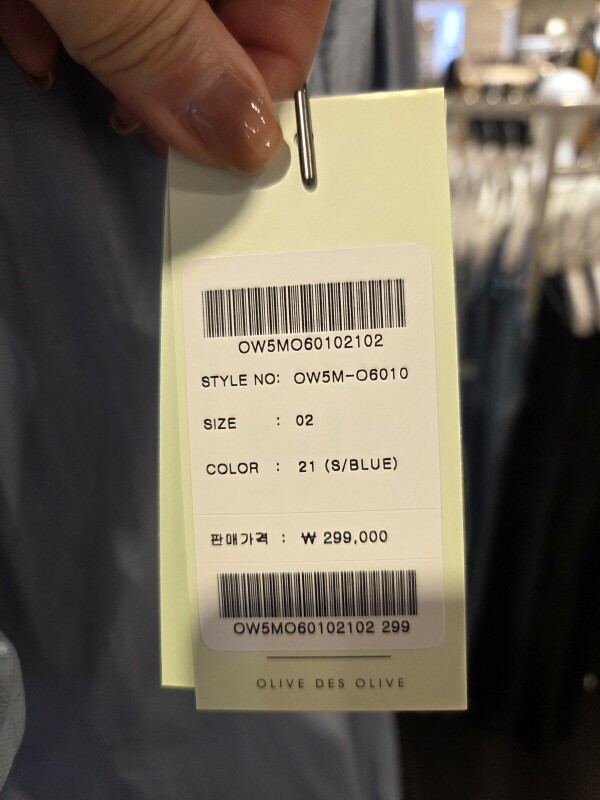 OW5MO60102102
STYLE NO: OW5M-O6010
SIZE : 02
COLOR : 21 (S/BLUE)
판매가격 : ₩ 299,000
OW5MO60102102 299
OLIVE DES OLIVE